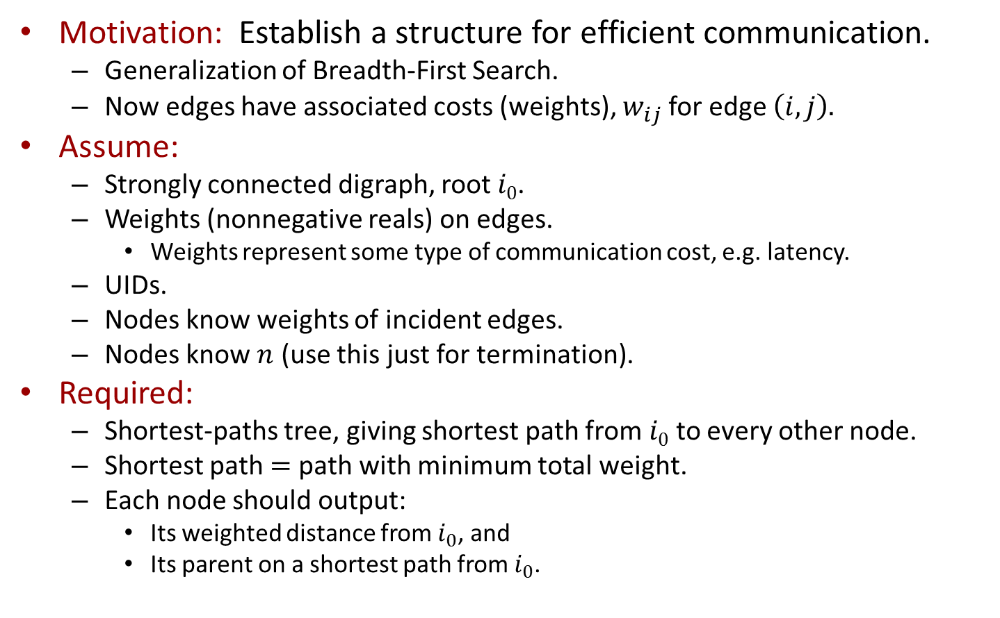 • Motivation: Establish a structure for efficient communication.
– Generalization of Breadth-First Search.
– Now edges have associated costs (weights), $w_{ij}$ for edge $(i, j)$.
• Assume:
– Strongly connected digraph, root $i_0$.
– Weights (nonnegative reals) on edges.
• Weights represent some type of communication cost, e.g. latency.
– UIDs.
– Nodes know weights of incident edges.
– Nodes know $n$ (use this just for termination).
• Required:
– Shortest-paths tree, giving shortest path from $i_0$ to every other node.
– Shortest path = path with minimum total weight.
– Each node should output:
• Its weighted distance from $i_0$, and
• Its parent on a shortest path from $i_0$.